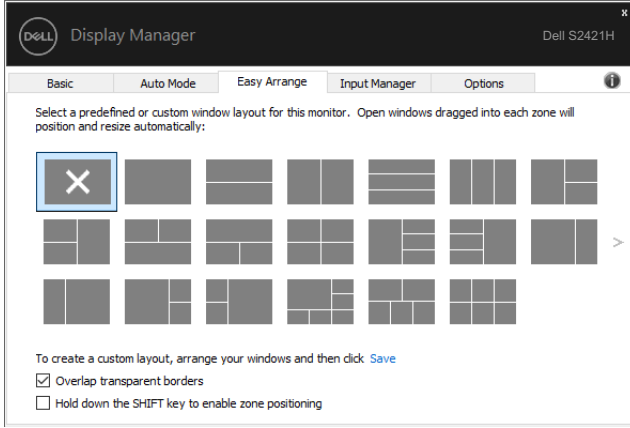 x
DELL Display Manager Dell S2421H
Basic Auto Mode Easy Arrange Input Manager Options
Select a predefined or custom window layout for this monitor. Open windows dragged into each zone will
position and resize automatically:
To create a custom layout, arrange your windows and then click Save
Overlap transparent borders
Hold down the SHIFT key to enable zone positioning